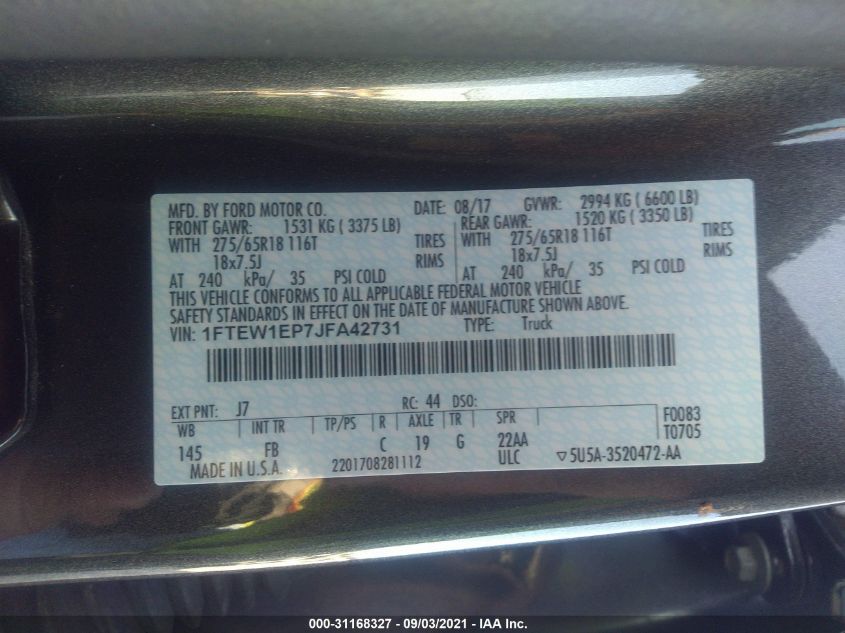 MFD. BY FORD MOTOR CO. DATE: 08/17 GVWR: 2994 KG ( 6600 LB)
FRONT GAWR: 1531 KG ( 3375 LB) REAR GAWR: 1520 KG ( 3350 LB)
WITH 275/65R18 116T TIRES WITH 275/65R18 116T TIRES
18x7.5J RIMS 18x7.5J RIMS
AT 240 kPa/ 35 PSI COLD AT 240 kPa/ 35 PSI COLD
THIS VEHICLE CONFORMS TO ALL APPLICABLE FEDERAL MOTOR VEHICLE
SAFETY STANDARDS IN EFFECT ON THE DATE OF MANUFACTURE SHOWN ABOVE.
VIN: 1FTEW1EP7JFA42731 TYPE: Truck
EXT PNT: J7 RC: 44 DSO:
WB INT TR TP/PS R AXLE TR SPR F0083
145 FB C 19 G 22AA T0705
MADE IN U.S.A. 2201708281112 ULC ▽5U5A-3520472-AA
000-31168327 - 09/03/2021 - IAA Inc.